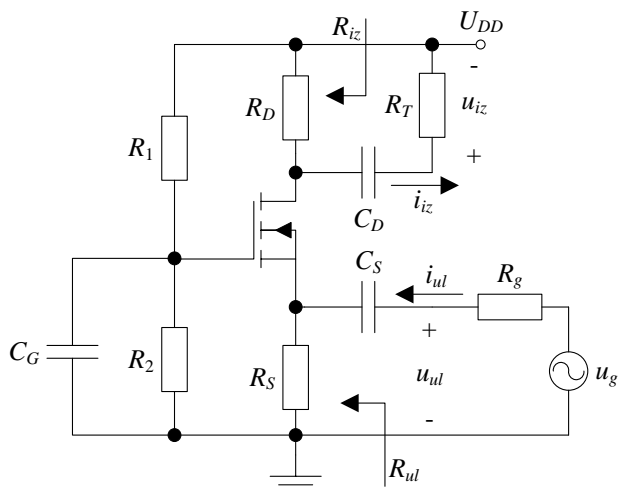 R_iz
U_DD
-
R_D
R_T
u_iz
R_1
+
i_iz
C_D
C_S
i_ul
R_g
+
C_G
R_2
R_S
u_ul
u_g
-
R_ul